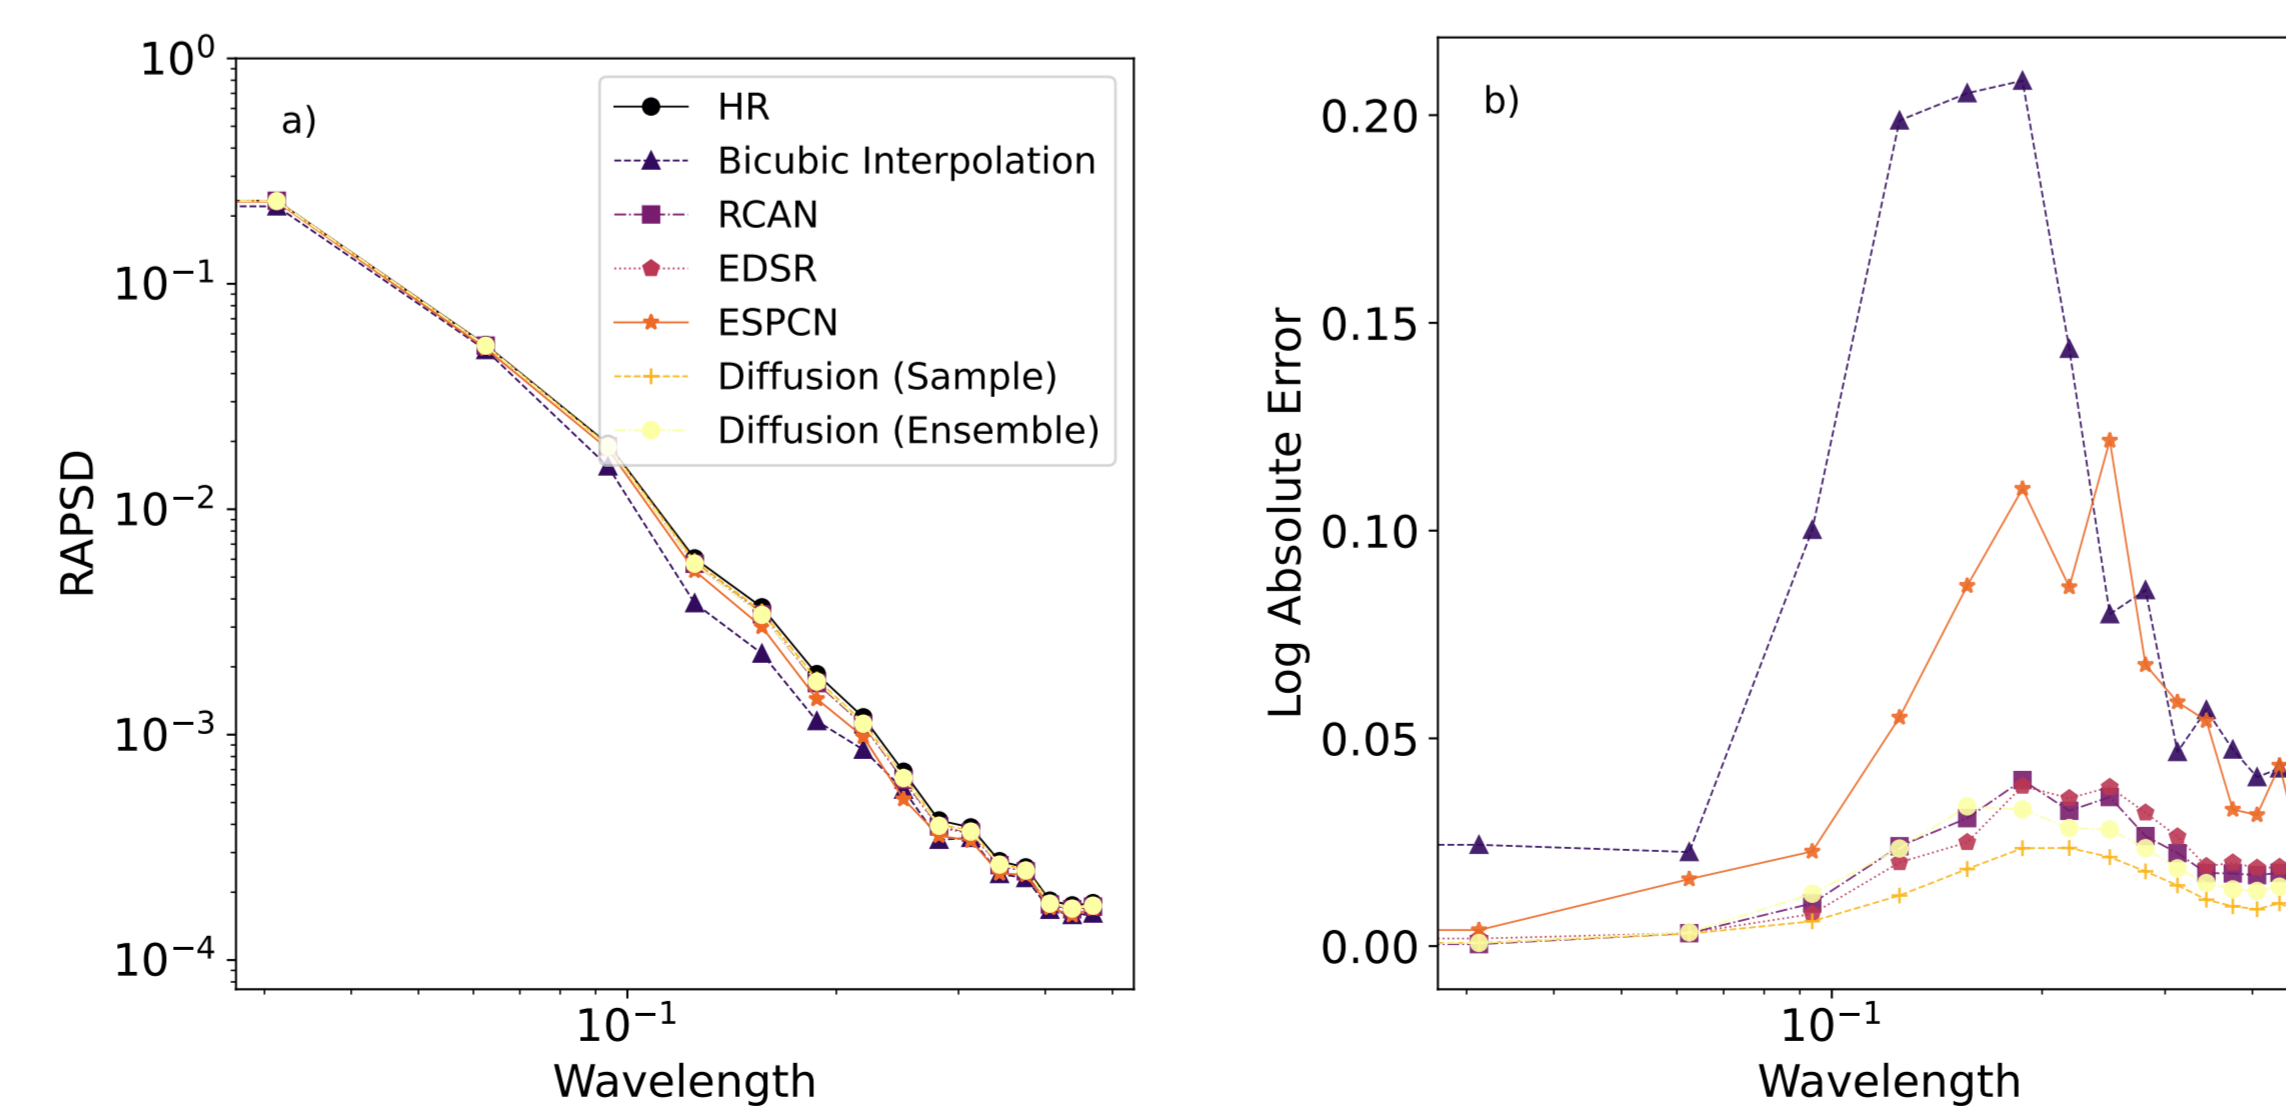 a)
HR
Bicubic Interpolation
RCAN
EDSR
ESPCN
Diffusion (Sample)
Diffusion (Ensemble)
RAPSD
10⁰
10⁻¹
10⁻²
10⁻³
10⁻⁴
10⁻¹
Wavelength
b)
Log Absolute Error
0.20
0.15
0.10
0.05
0.00
10⁻¹
Wavelength